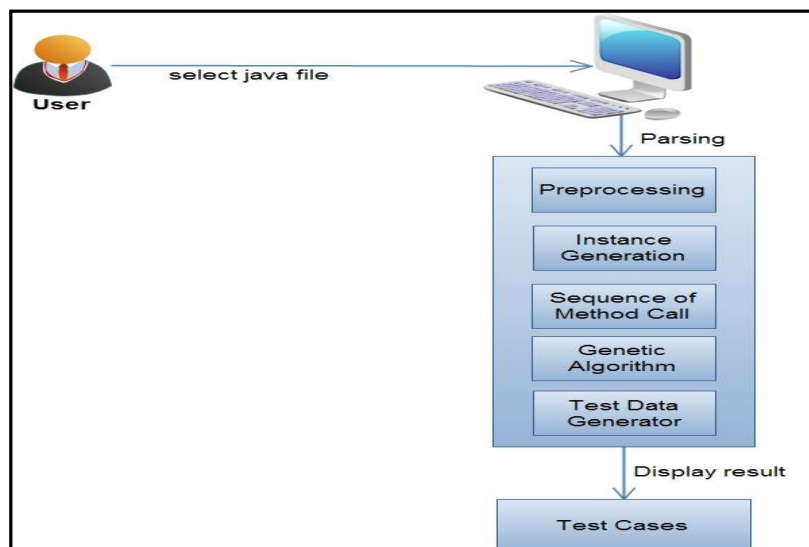 select java file
User
Parsing
Preprocessing
Instance
Generation
Sequence of
Method Call
Genetic
Algorithm
Test Data
Generator
Display result
Test Cases